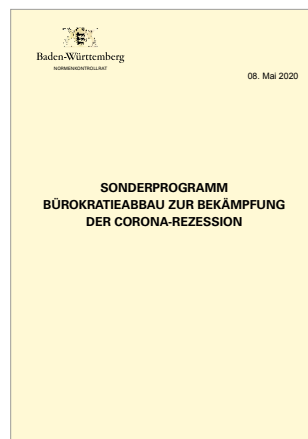 Baden-Württemberg
NORMENKONTROLLRAT
08. Mai 2020
SONDERPROGRAMM
BÜROKRATIEABBAU ZUR BEKÄMPFUNG
DER CORONA-REZESSION